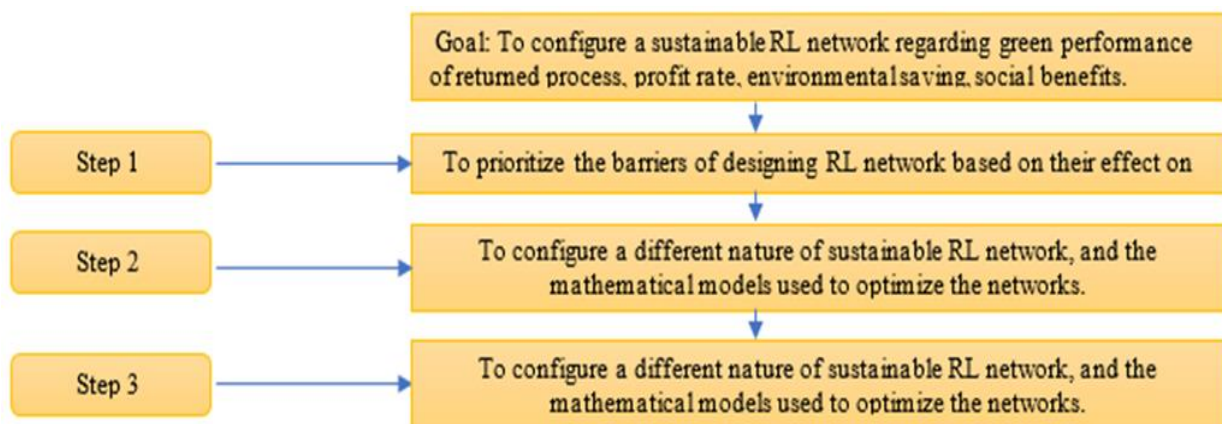 Goal: To configure a sustainable RL network regarding green performance
of returned process, profit rate, environmental saving, social benefits.
Step 1
To prioritize the barriers of designing RL network based on their effect on
Step 2
To configure a different nature of sustainable RL network, and the
mathematical models used to optimize the networks.
Step 3
To configure a different nature of sustainable RL network, and the
mathematical models used to optimize the networks.